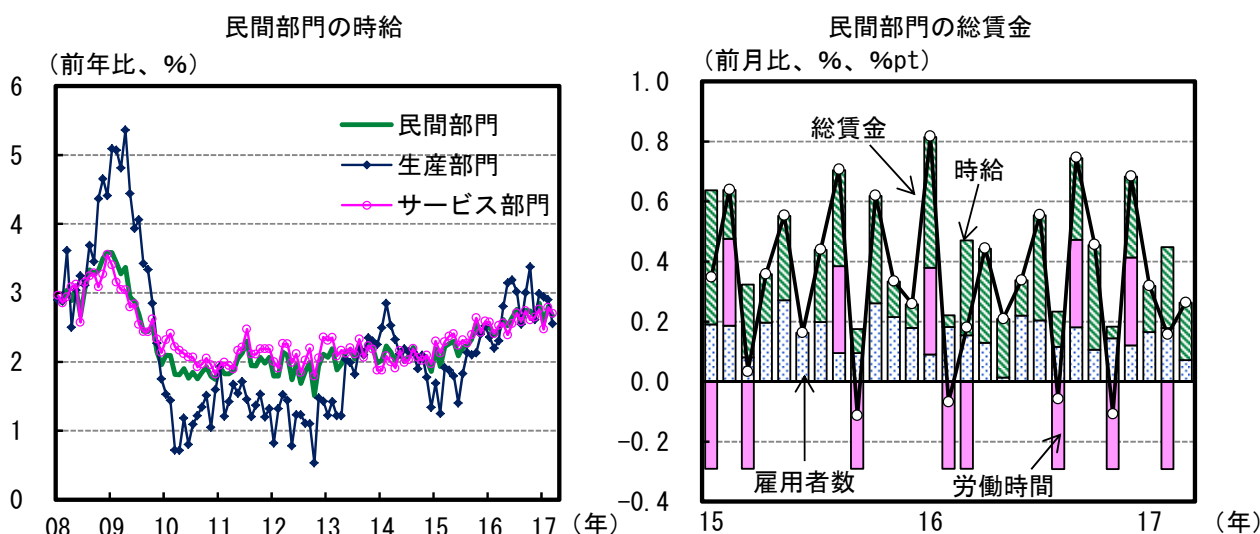 民間部門の時給
(前年比、%)
6
5
4
3
2
1
0
民間部門
生産部門
サービス部門
08 09 10 11 12 13 14 15 16 17 (年)
民間部門の総賃金
(前月比、%、%pt)
1.0
0.8
0.6
0.4
0.2
0.0
-0.2
-0.4
総賃金
時給
雇用者数
労働時間
15 16 17 (年)